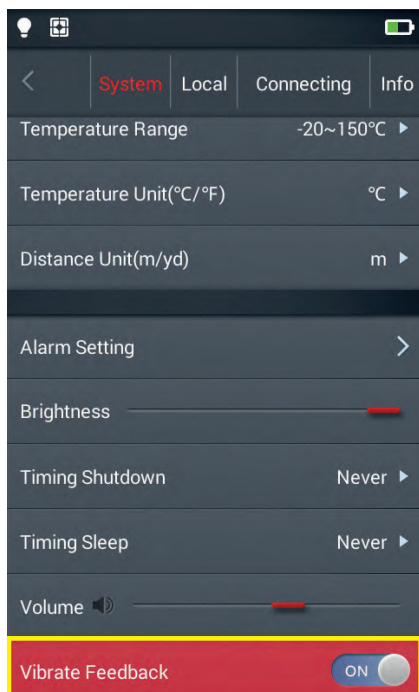 System Local Connecting Info
Temperature Range -20~150℃
Temperature Unit(℃/℉) ℃
Distance Unit(m/yd) m
Alarm Setting
Brightness
Timing Shutdown Never
Timing Sleep Never
Volume
Vibrate Feedback ON